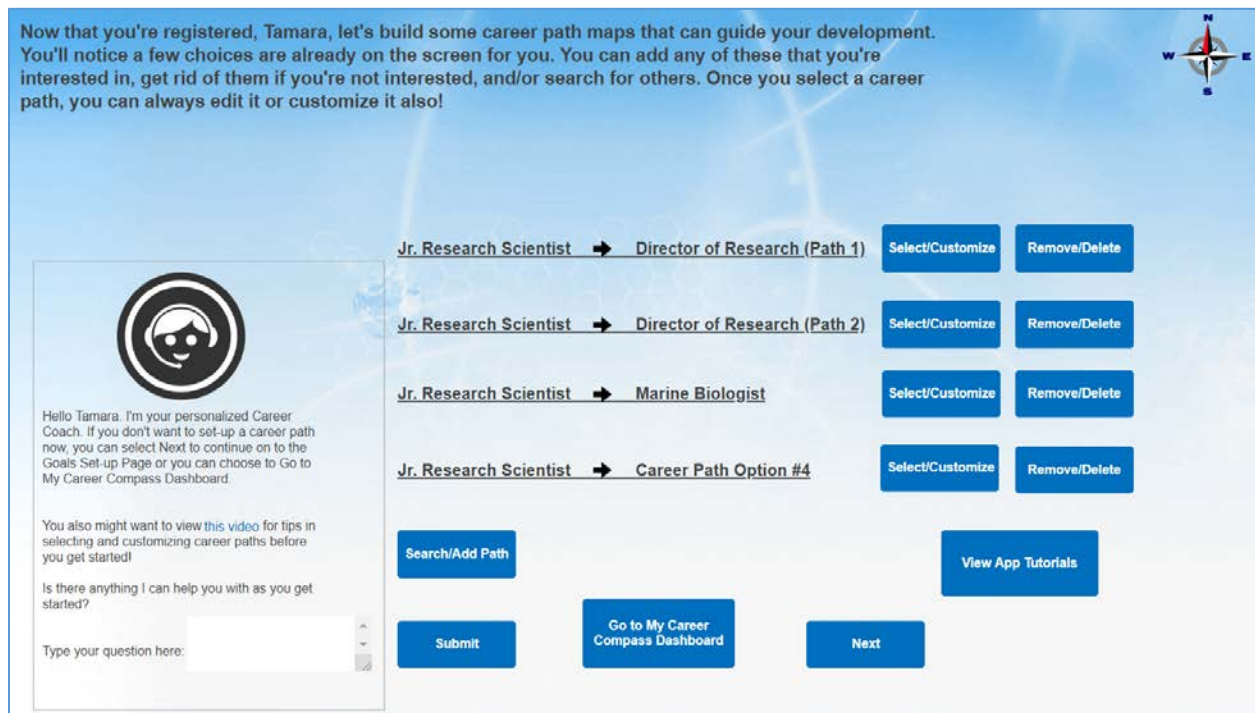 Now that you're registered, Tamara, let's build some career path maps that can guide your development.
You'll notice a few choices are already on the screen for you. You can add any of these that you're
interested in, get rid of them if you're not interested, and/or search for others. Once you select a career
path, you can always edit it or customize it also!
N
W E
S
Jr. Research Scientist Director of Research (Path 1) Select/Customize Remove/Delete
Jr. Research Scientist Director of Research (Path 2) Select/Customize Remove/Delete
Jr. Research Scientist Marine Biologist Select/Customize Remove/Delete
Jr. Research Scientist Career Path Option #4 Select/Customize Remove/Delete
Hello Tamara. I'm your personalized Career
Coach. If you don't want to set-up a career path
now, you can select Next to continue on to the
Goals Set-up Page or you can choose to Go to
My Career Compass Dashboard.
You also might want to view this video for tips in
selecting and customizing career paths before
you get started!
Is there anything I can help you with as you get
started?
Type your question here:
Search/Add Path
View App Tutorials
Submit
Go to My Career
Compass Dashboard
Next